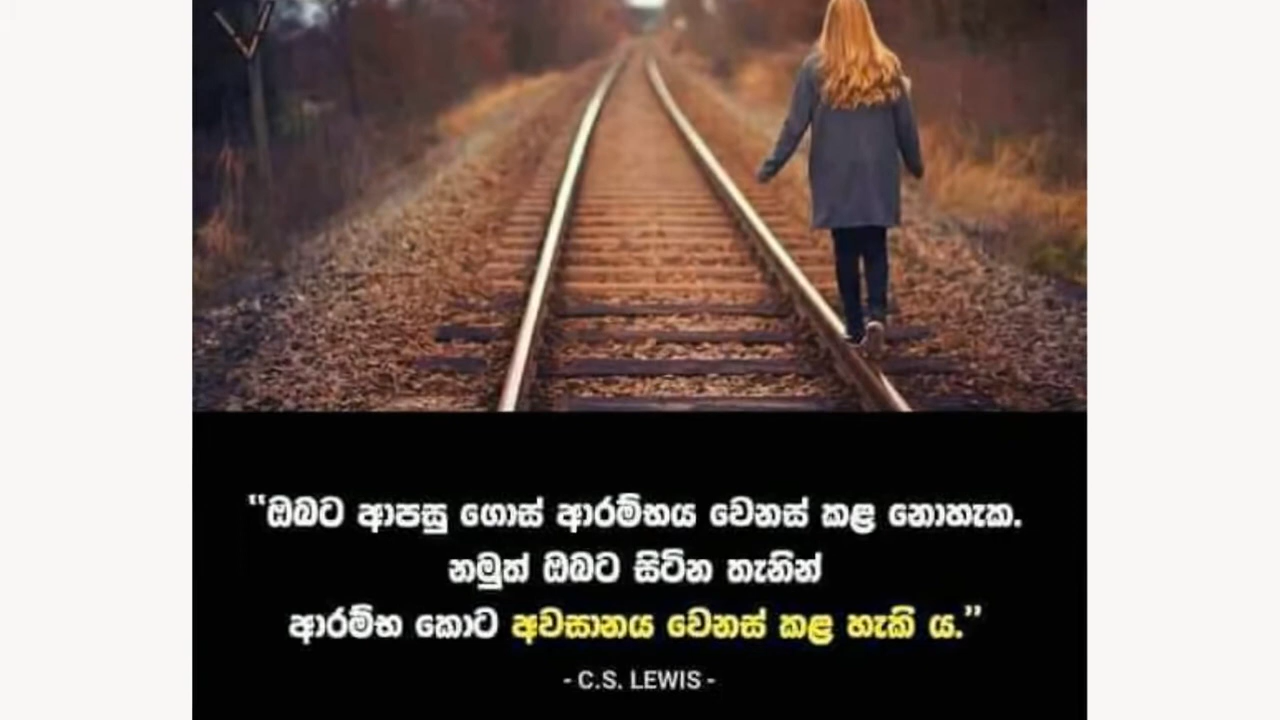 “ඔබට ආපසු ගොස් ආරම්භය වෙනස් කළ නොහැක.
නමුත් ඔබට සිටින තැනින්
ආරම්භ කොට අවසානය වෙනස් කළ හැකි ය.”
- C.S. LEWIS -